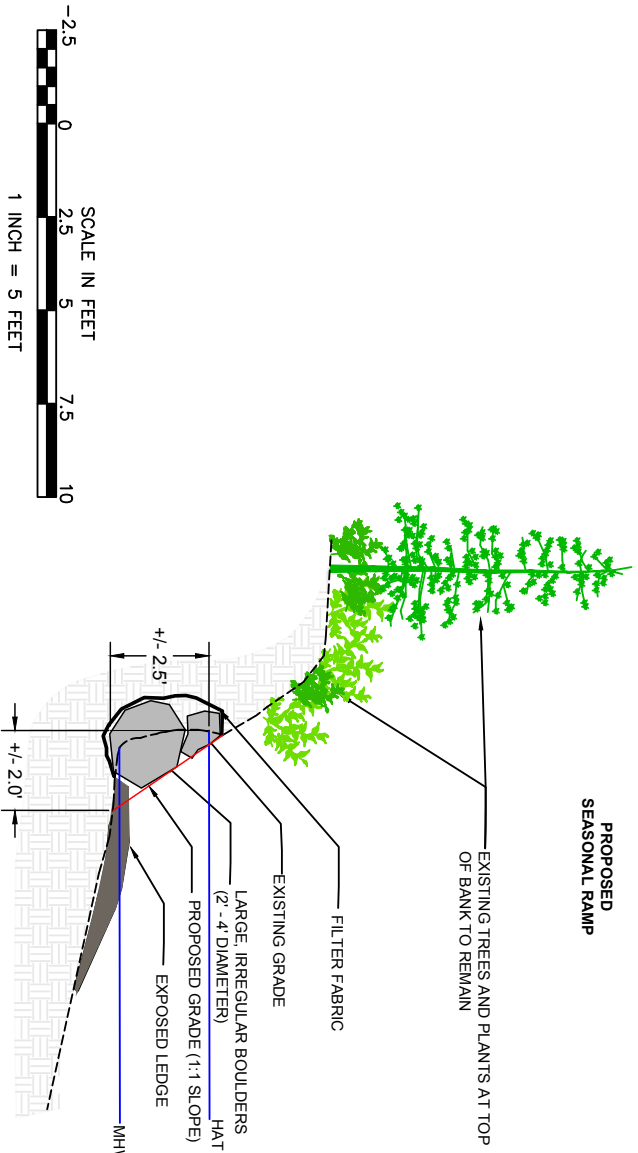 PROPOSED
SEASONAL RAMP
EXISTING TREES AND PLANTS AT TOP
OF BANK TO REMAIN
FILTER FABRIC
EXISTING GRADE
LARGE, IRREGULAR BOULDERS
(2' - 4' DIAMETER)
PROPOSED GRADE (1:1 SLOPE)
EXPOSED LEDGE
HAT
MHW
+/- 2.5'
+/- 2.0'
SCALE IN FEET
-2.5 0 2.5 5 7.5 10
1 INCH = 5 FEET